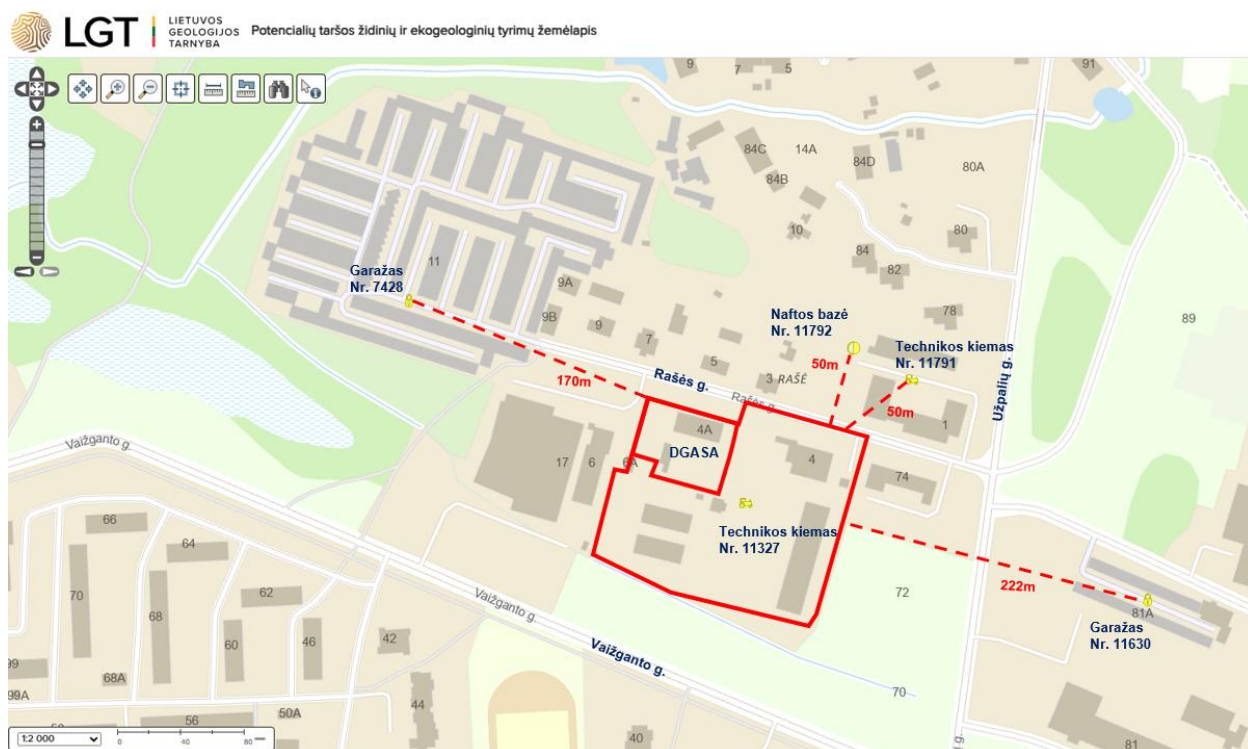 LGT
LIETUVOS
GEOLOGIJOS
TARNYBA
Potencialių taršos židinių ir ekogeologinių tyrimų žemėlapis
9
7
5
91
84C
14A
84B
84D
80A
10
80
84
82
Garažas
Nr. 7428
11
9A
9B
9
7
5
3 RAŠĖ
78
89
Naftos bazė
Nr. 11792
Technikos kiemas
Nr. 11791
50m
50m
170m
Rašės g.
Rašės g.
Užpalių g.
1
4A
DGASA
17
6
6A
4
74
Technikos kiemas
Nr. 11327
Vaižganto g.
66
64
70
68
62
60
46
42
Vaižganto g.
Vaižganto g.
72
222m
81A
Garažas
Nr. 11630
99
99A
68A
56
50A
44
40
70
81
1:2 000
0
40
80